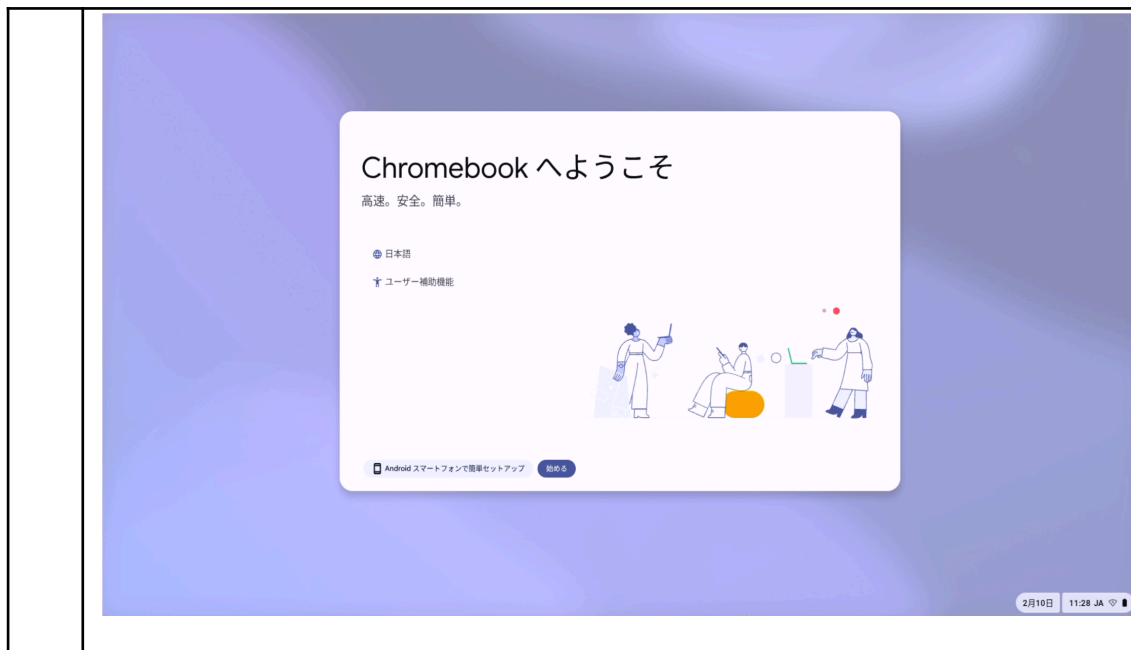 Chromebook へようこそ
高速。安全。簡単。
日本語
ユーザー補助機能
Android スマートフォンで簡単セットアップ
始める
2月10日
11:28 JA